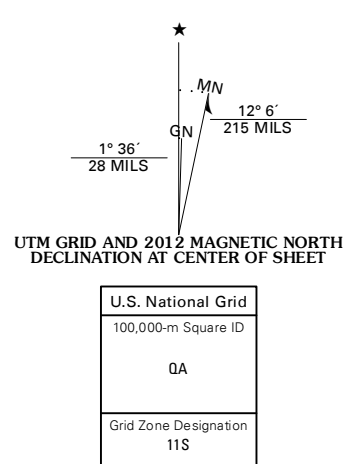 ★
MN
12° 6´
215 MILS
GN
1° 36´
28 MILS
UTM GRID AND 2012 MAGNETIC NORTH
DECLINATION AT CENTER OF SHEET
U.S. National Grid
100,000-m Square ID
QA
Grid Zone Designation
11S